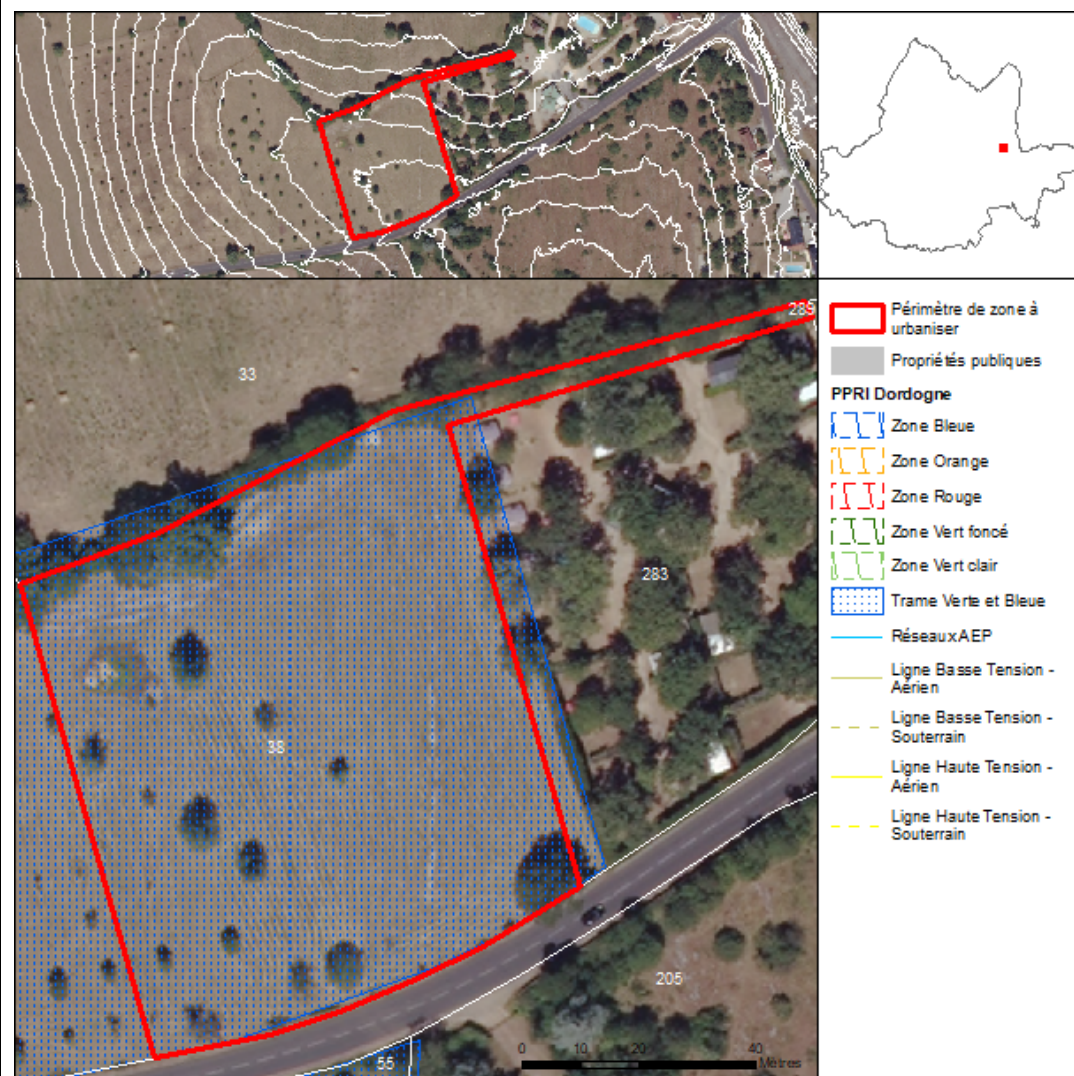 Périmètre de zone à
urbaniser
Propriétés publiques
PPRI Dordogne
Zone Bleue
Zone Orange
Zone Rouge
Zone Vert foncé
Zone Vert clair
Trame Verte et Bleue
Réseaux AEP
Ligne Basse Tension -
Aérien
Ligne Basse Tension -
Souterrain
Ligne Haute Tension -
Aérien
Ligne Haute Tension -
Souterrain
33
283
38
205
55
0 10 20 40
Mètres